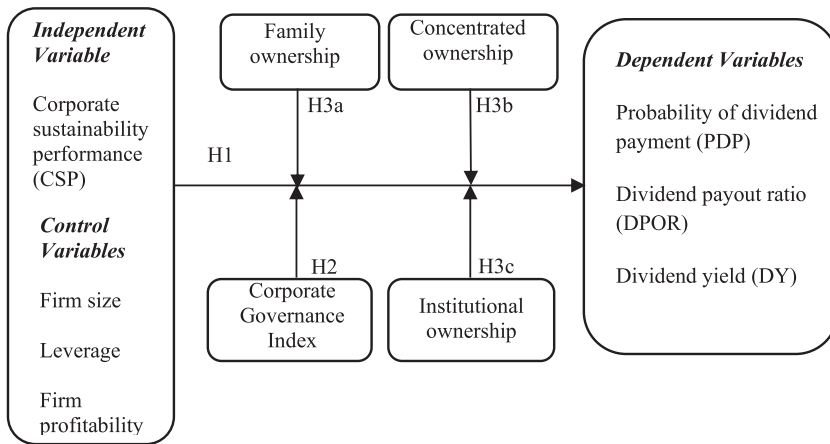 Independent
Variable
Corporate
sustainability
performance
(CSP)
Control
Variables
Firm size
Leverage
Firm
profitability
H1
Family
ownership
H3a
Concentrated
ownership
H3b
H2
Corporate
Governance
Index
H3c
Institutional
ownership
Dependent Variables
Probability of dividend
payment (PDP)
Dividend payout ratio
(DPOR)
Dividend yield (DY)